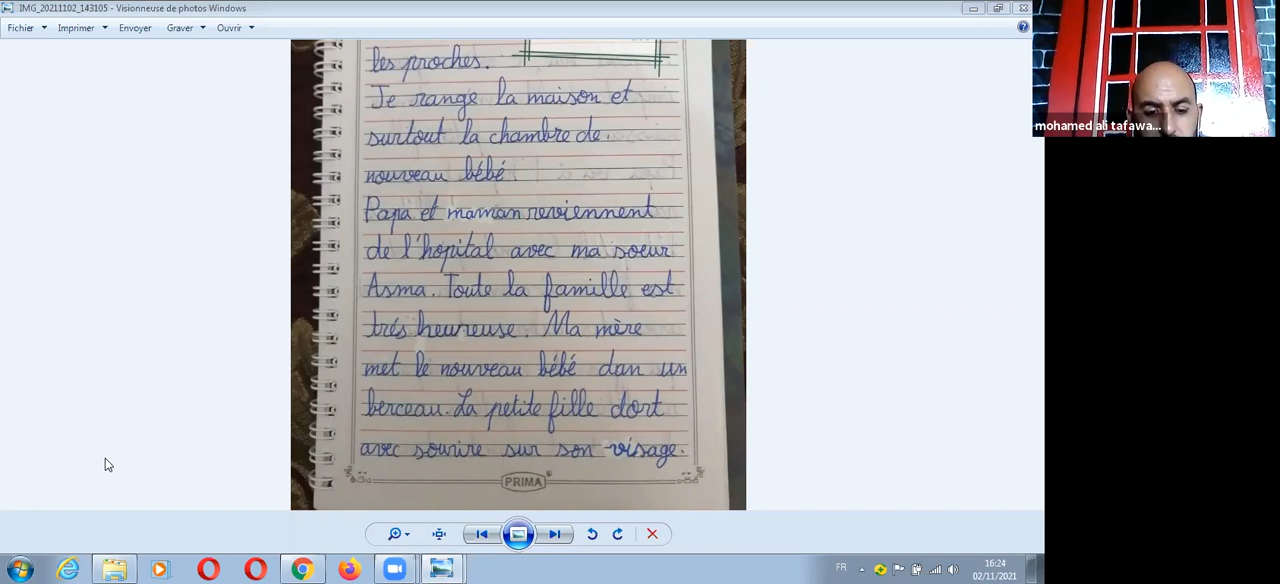 IMG_20211102_143105 - Visionneuse de photos Windows
Fichier Imprimer Envoyer Graver Ouvrir
les proches.
Je range la maison et
surtout la chambre de.
nouveau bébé.
Papa et maman reviennent
de l'hopital avec ma soeur
Asma. Toute la famille est
trés heureuse. Ma mère
met le nouveau bébé dan un
berceau. La petite fille dort
avec sourire sur son visage.
PRIMA
mohamed ali tafawa...
FR
16:24
02/11/2021